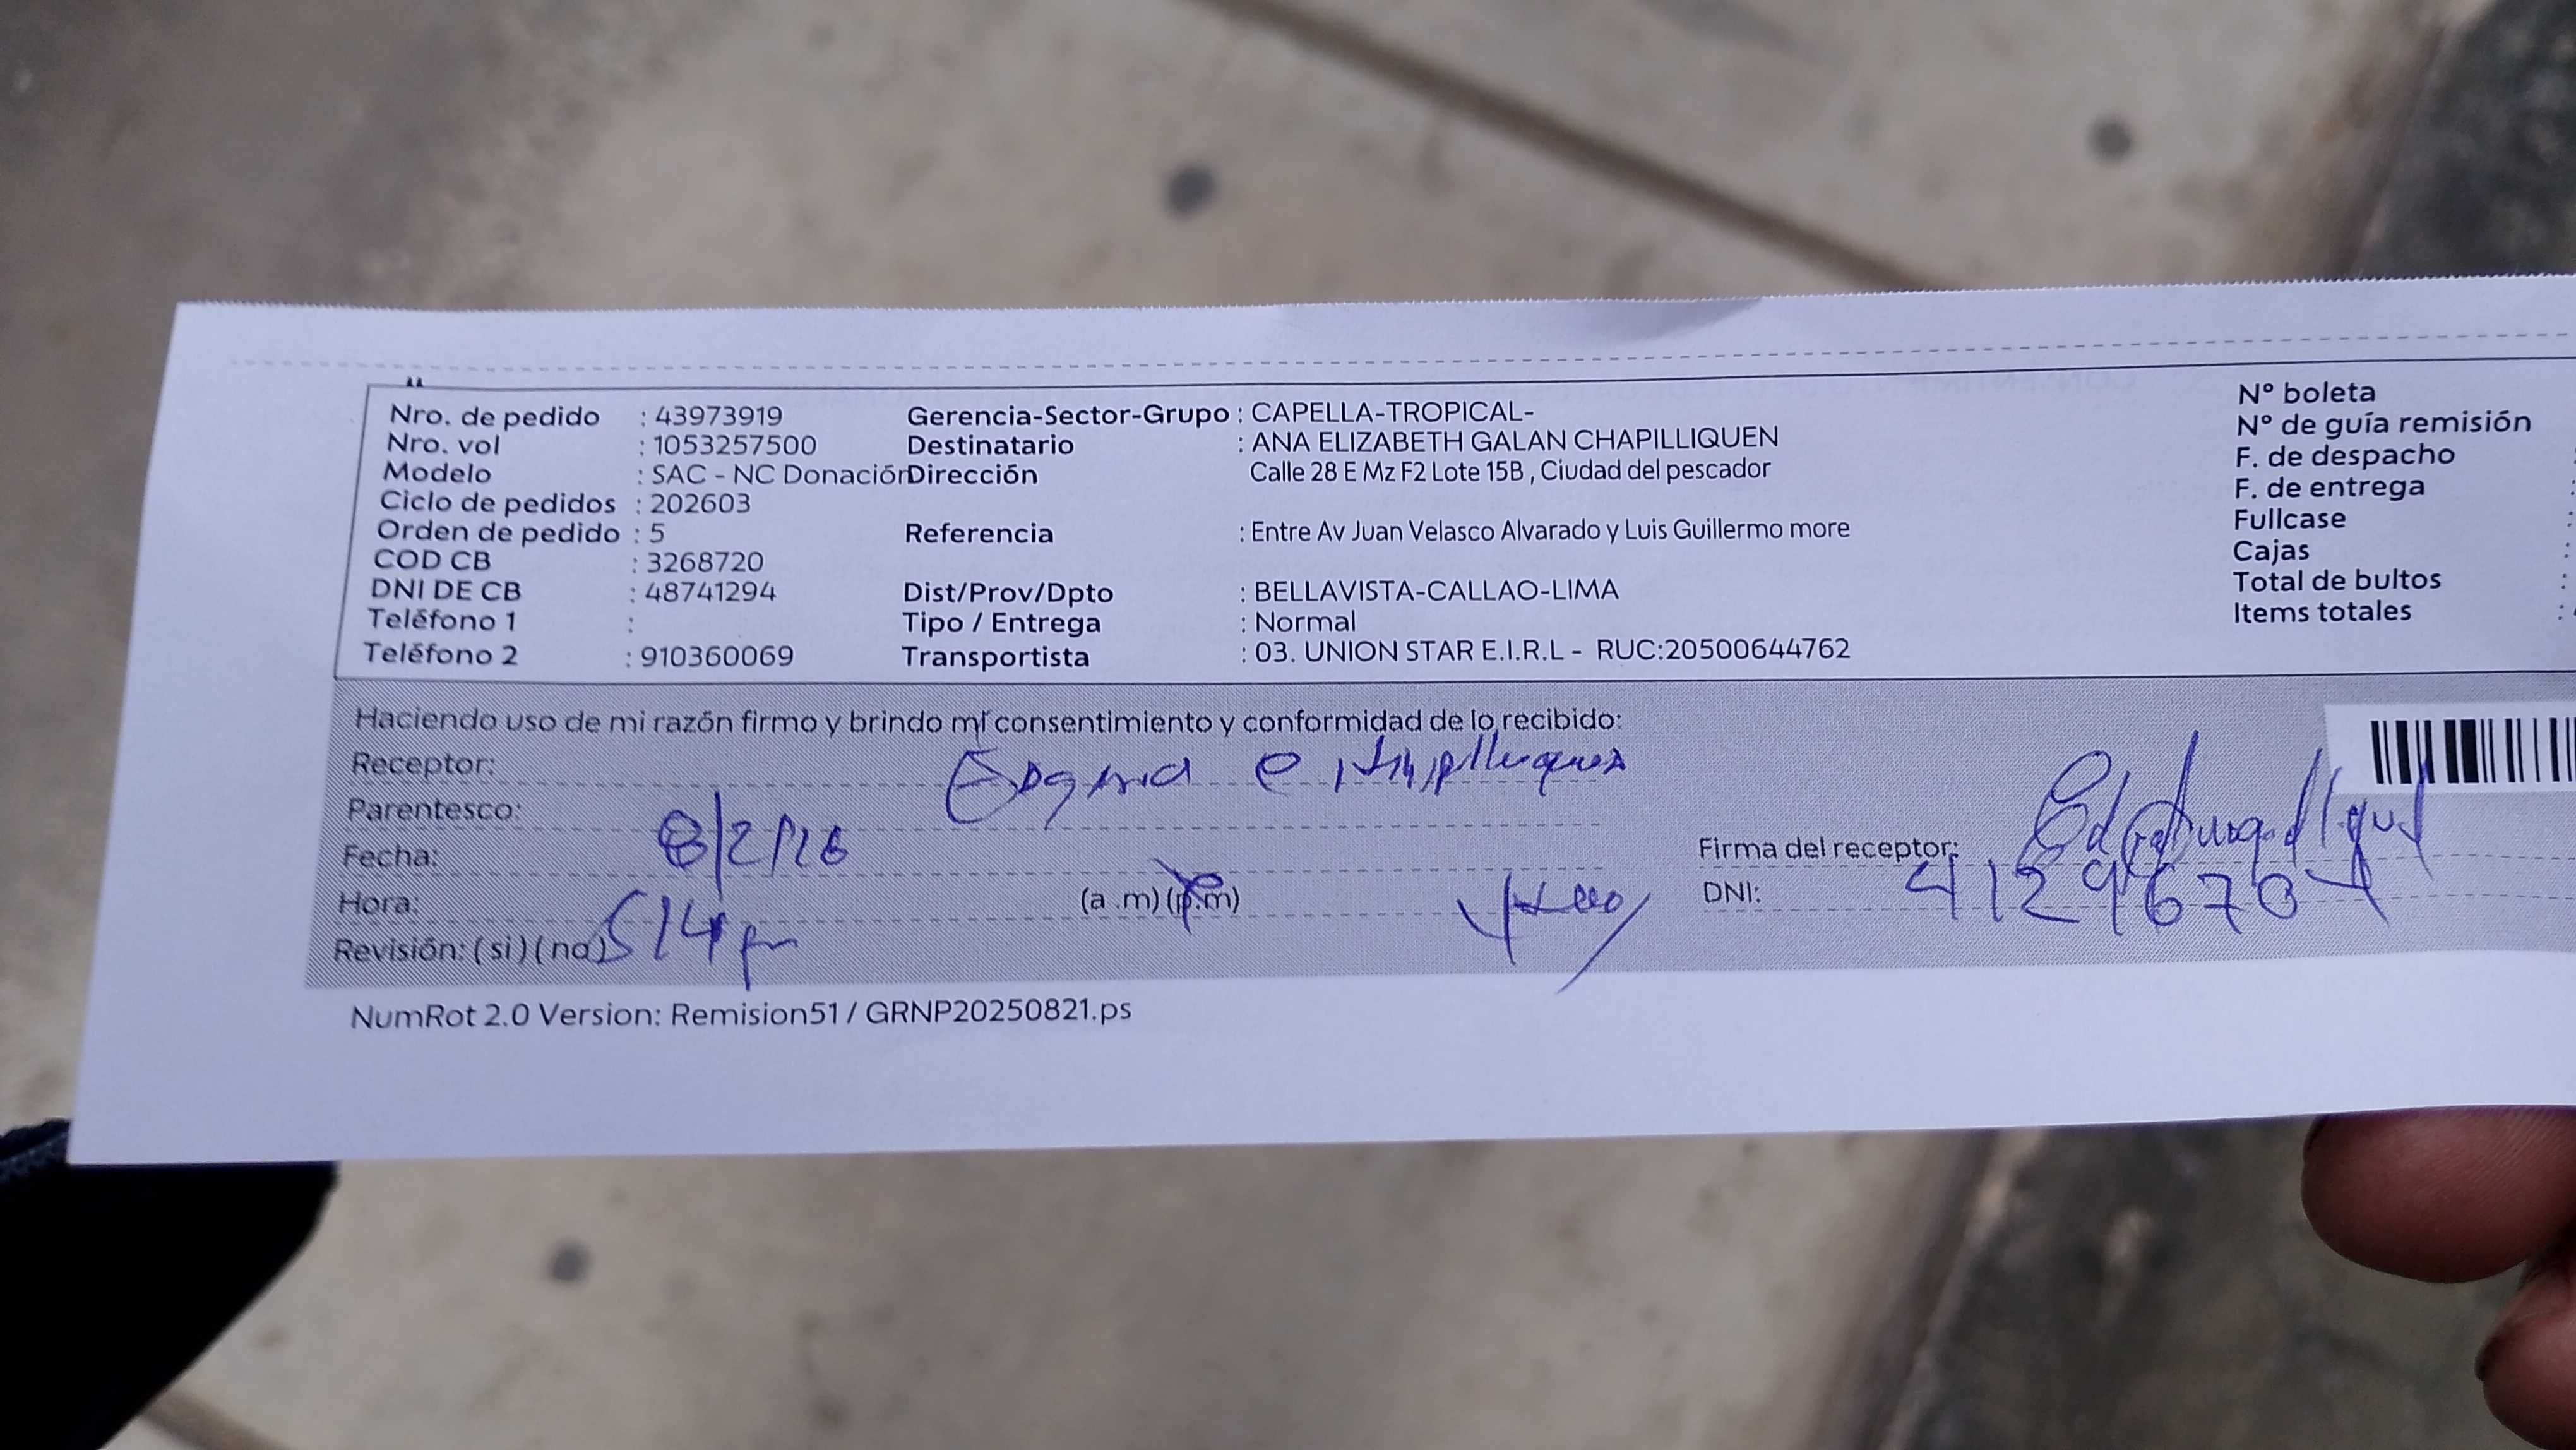 Nro. de pedido : 43973919 Gerencia-Sector-Grupo : CAPELLA-TROPICAL- N° boleta
Nro. vol : 1053257500 Destinatario : ANA ELIZABETH GALAN CHAPILLIQUEN N° de guía remisión
Modelo : SAC - NC Donación Dirección Calle 28 E Mz F2 Lote 15B , Ciudad del pescador F. de despacho
Ciclo de pedidos : 202603 F. de entrega
Orden de pedido : 5 Referencia : Entre Av Juan Velasco Alvarado y Luis Guillermo more Fullcase
COD CB : 3268720 Cajas
DNI DE CB : 48741294 Dist/Prov/Dpto : BELLAVISTA-CALLAO-LIMA Total de bultos :
Teléfono 1 : Tipo / Entrega : Normal Items totales :
Teléfono 2 : 910360069 Transportista : 03. UNION STAR E.I.R.L - RUC:20500644762
Haciendo uso de mi razón firmo y brindo mi consentimiento y conformidad de lo recibido:
Receptor:
Parentesco:
Fecha: 8/2/26 Firma del receptor:
Hora: 514 pm (a .m) (p.m) DNI:
Revisión: ( si ) ( no )
NumRot 2.0 Version: Remision51 / GRNP20250821.ps